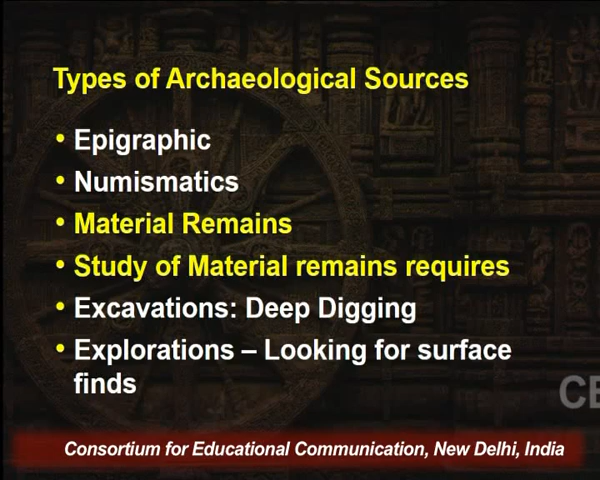 Types of Archaeological Sources
• Epigraphic
• Numismatics
• Material Remains
• Study of Material remains requires
• Excavations: Deep Digging
• Explorations – Looking for surface
finds
CE
Consortium for Educational Communication, New Delhi, India